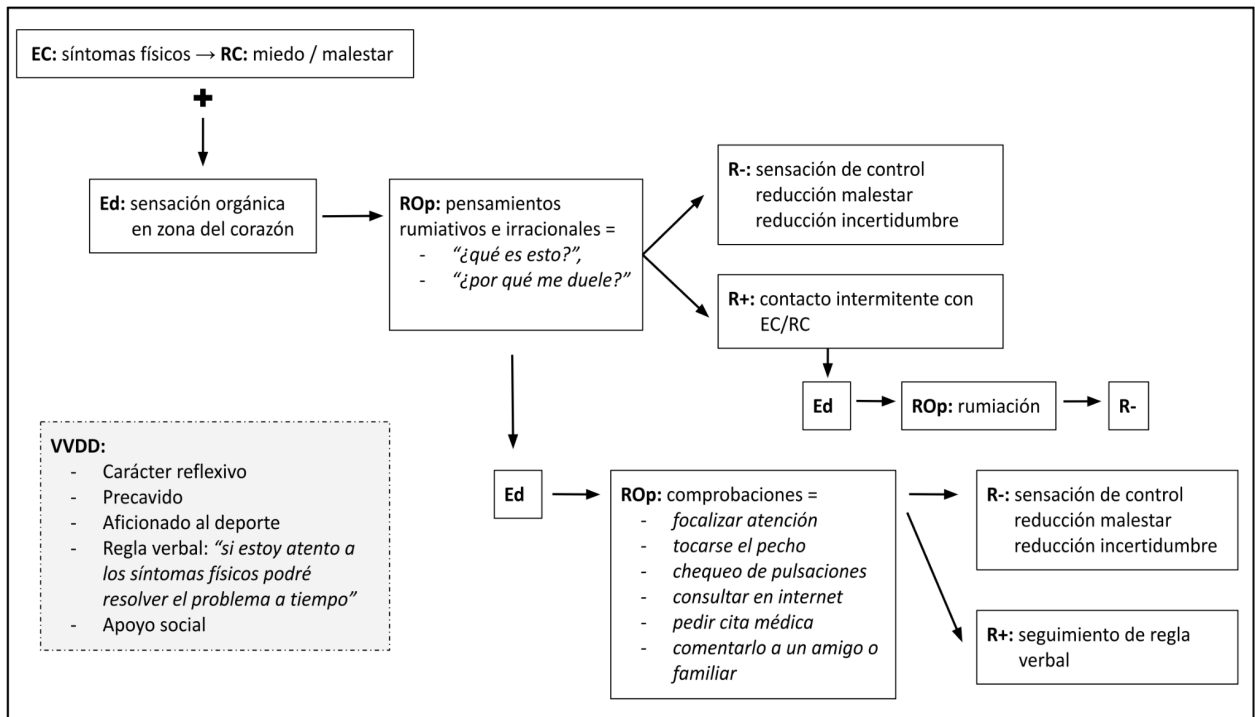 EC: síntomas físicos → RC: miedo / malestar
+
Ed: sensación orgánica
en zona del corazón
ROp: pensamientos
rumiativos e irracionales =
- “¿qué es esto?”,
- “¿por qué me duele?”
R-: sensación de control
reducción malestar
reducción incertidumbre
R+: contacto intermitente con
EC/RC
Ed
ROp: rumiación
R-
VVDD:
- Carácter reflexivo
- Precavido
- Aficionado al deporte
- Regla verbal: “si estoy atento a
los síntomas físicos podré
resolver el problema a tiempo”
- Apoyo social
Ed
ROp: comprobaciones =
- focalizar atención
- tocarse el pecho
- chequeo de pulsaciones
- consultar en internet
- pedir cita médica
- comentarlo a un amigo o
familiar
R-: sensación de control
reducción malestar
reducción incertidumbre
R+: seguimiento de regla
verbal